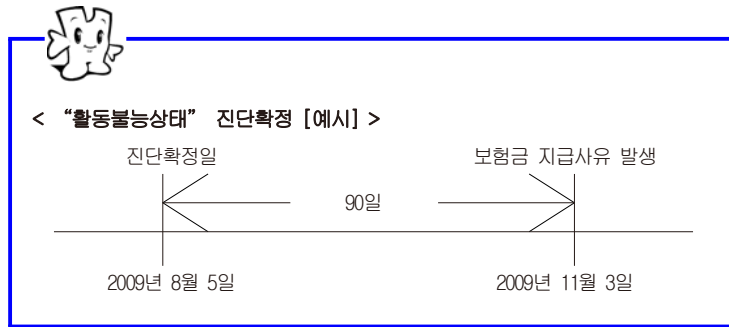 < “활동불능상태” 진단확정 [예시] >
진단확정일 보험금 지급사유 발생
90일
2009년 8월 5일 2009년 11월 3일